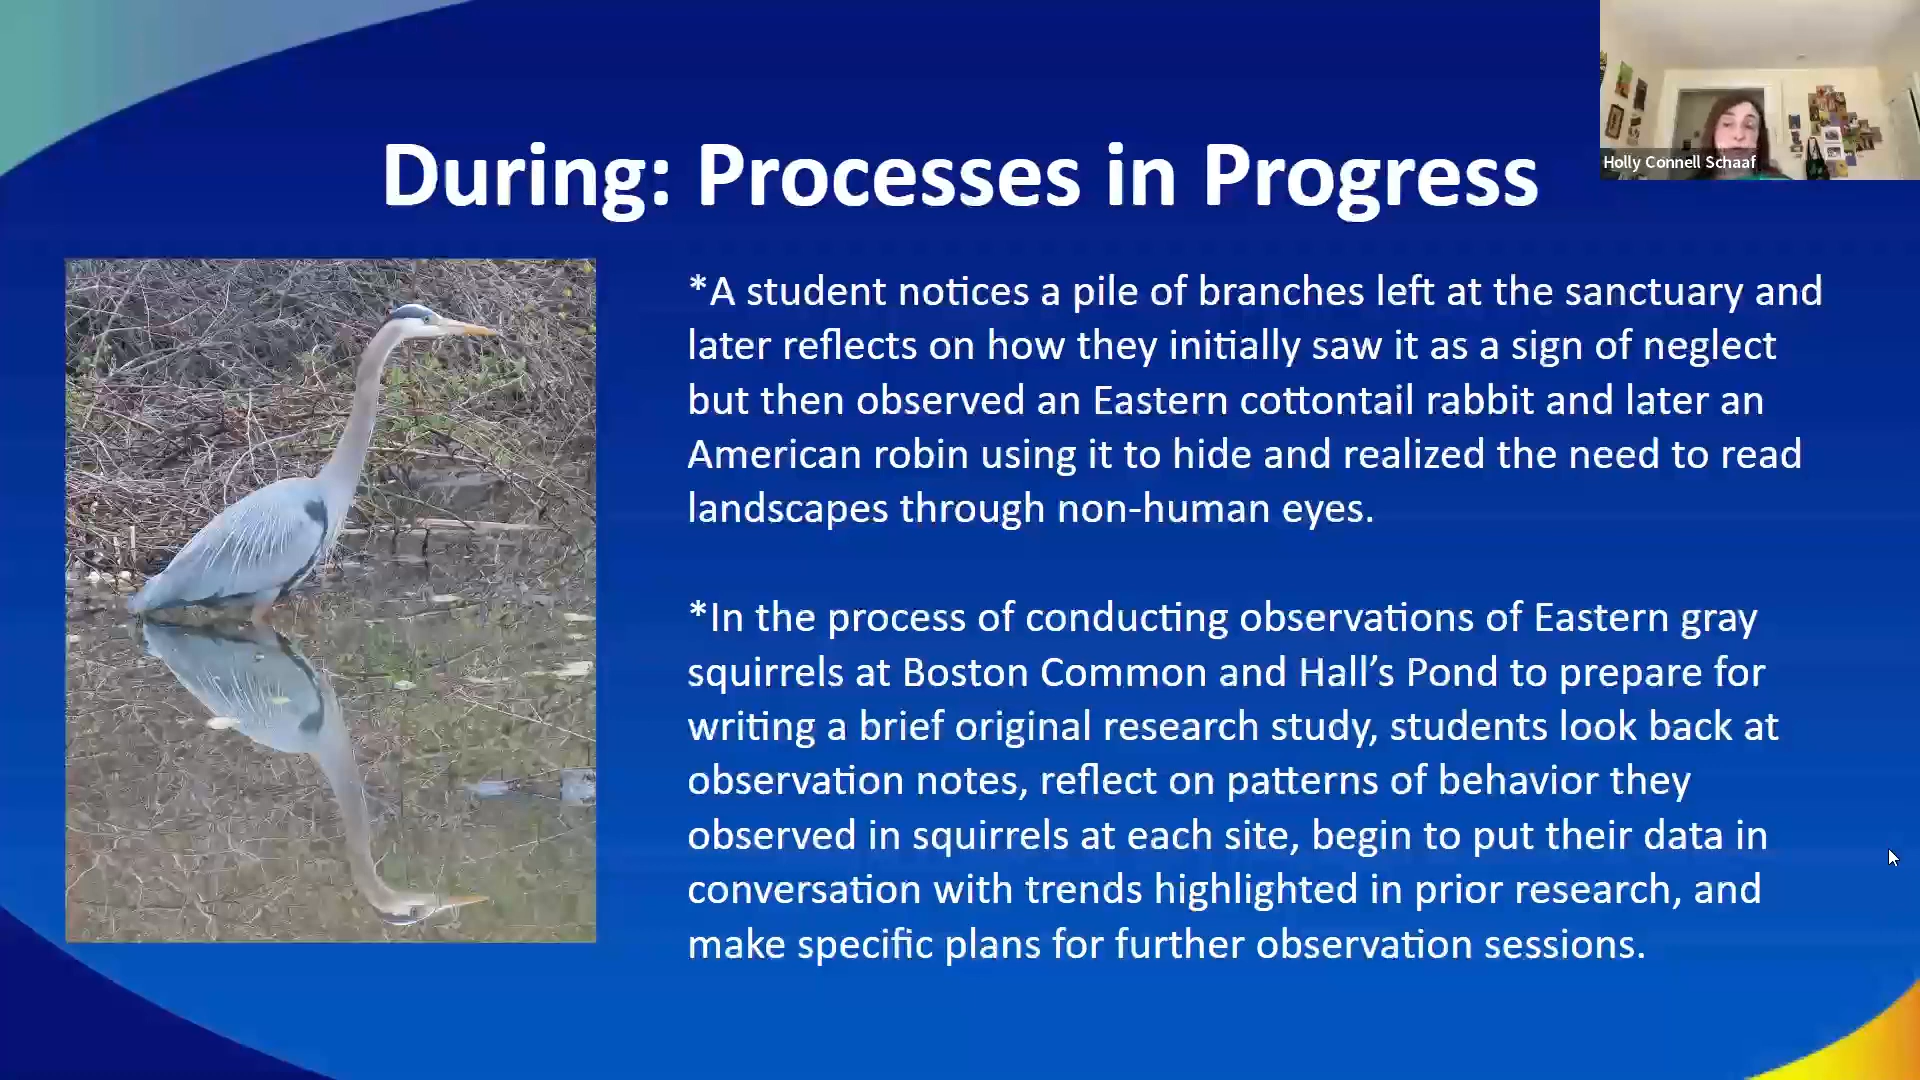 Holly Connell Schaaf
During: Processes in Progress
*A student notices a pile of branches left at the sanctuary and
later reflects on how they initially saw it as a sign of neglect
but then observed an Eastern cottontail rabbit and later an
American robin using it to hide and realized the need to read
landscapes through non-human eyes.
*In the process of conducting observations of Eastern gray
squirrels at Boston Common and Hall’s Pond to prepare for
writing a brief original research study, students look back at
observation notes, reflect on patterns of behavior they
observed in squirrels at each site, begin to put their data in
conversation with trends highlighted in prior research, and
make specific plans for further observation sessions.